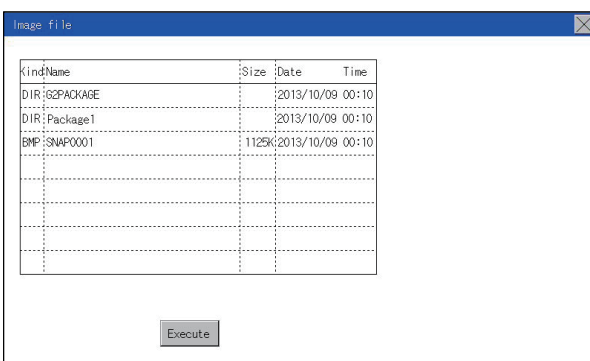 Image file
Kind Name Size Date Time
DIR G2PACKAGE 2013/10/09 00:10
DIR Package1 2013/10/09 00:10
BMP SNAP0001 1125K 2013/10/09 00:10
Execute